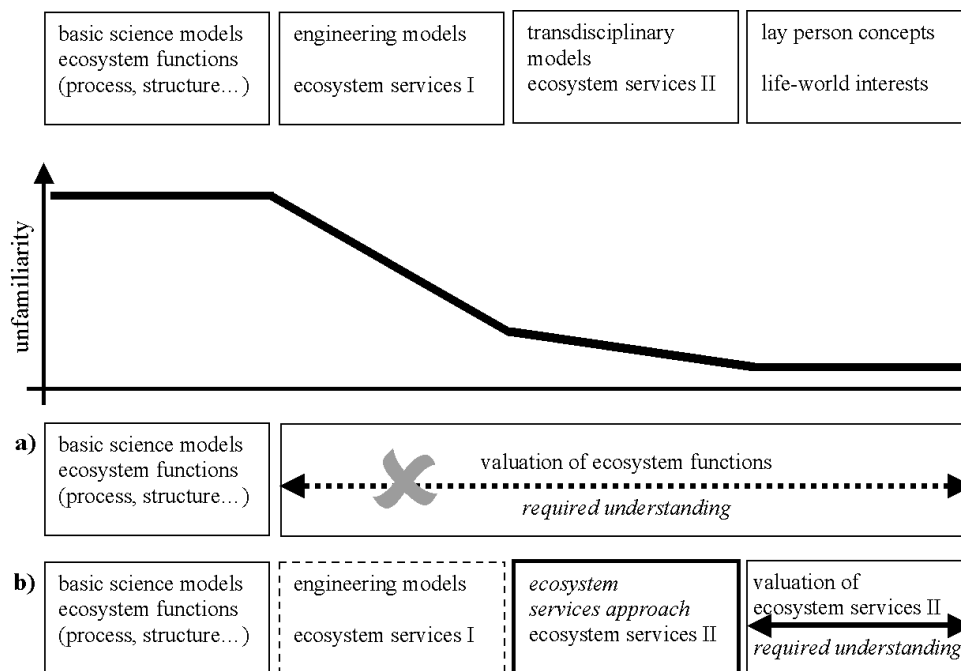 basic science models
ecosystem functions
(process, structure…)
engineering models
ecosystem services I
transdisciplinary
models
ecosystem services II
lay person concepts
life-world interests
unfamiliarity
a)
basic science models
ecosystem functions
(process, structure…)
valuation of ecosystem functions
required understanding
b)
basic science models
ecosystem functions
(process, structure…)
engineering models
ecosystem services I
ecosystem
services approach
ecosystem services II
valuation of
ecosystem services II
required understanding